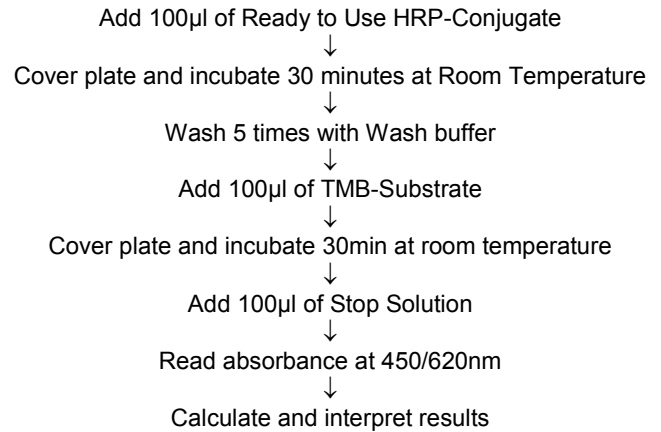 Add 100µl of Ready to Use HRP-Conjugate
↓
Cover plate and incubate 30 minutes at Room Temperature
↓
Wash 5 times with Wash buffer
↓
Add 100µl of TMB-Substrate
↓
Cover plate and incubate 30min at room temperature
↓
Add 100µl of Stop Solution
↓
Read absorbance at 450/620nm
↓
Calculate and interpret results